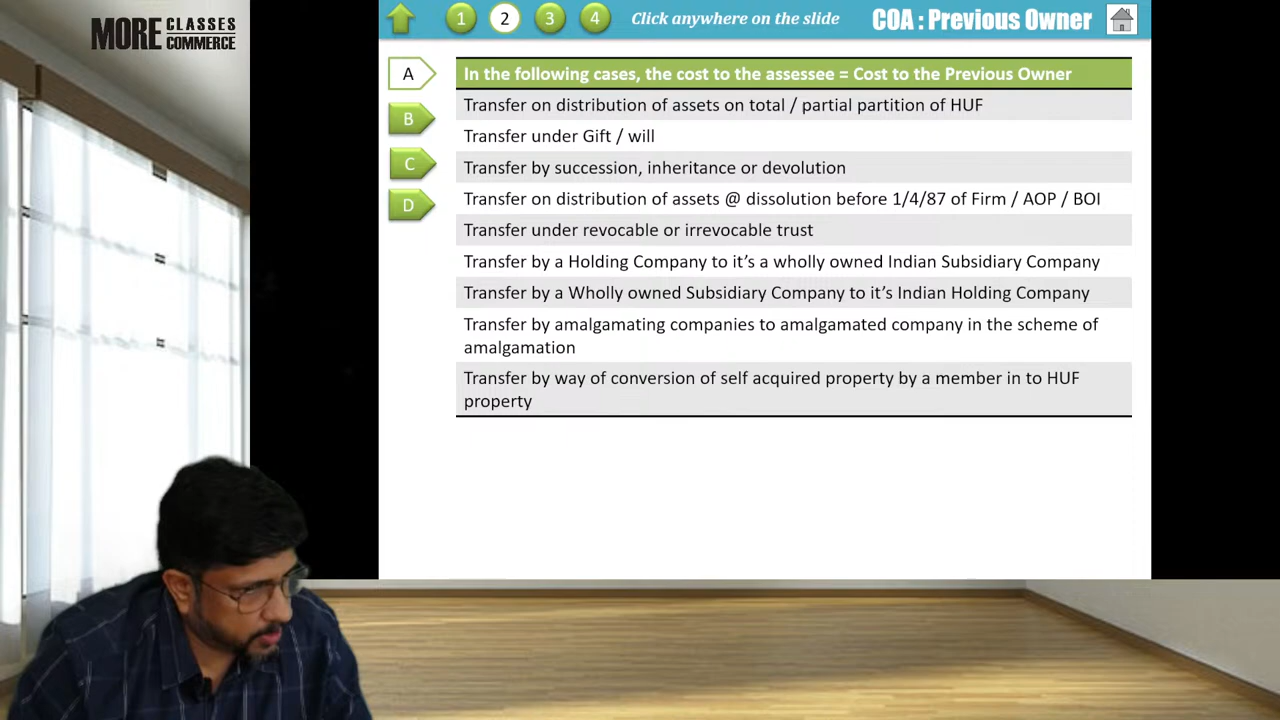 MORE CLASSES COMMERCE
1 2 3 4 Click anywhere on the slide COA : Previous Owner
A
B
C
D
In the following cases, the cost to the assessee = Cost to the Previous Owner
Transfer on distribution of assets on total / partial partition of HUF
Transfer under Gift / will
Transfer by succession, inheritance or devolution
Transfer on distribution of assets @ dissolution before 1/4/87 of Firm / AOP / BOI
Transfer under revocable or irrevocable trust
Transfer by a Holding Company to it's a wholly owned Indian Subsidiary Company
Transfer by a Wholly owned Subsidiary Company to it's Indian Holding Company
Transfer by amalgamating companies to amalgamated company in the scheme of
amalgamation
Transfer by way of conversion of self acquired property by a member in to HUF
property